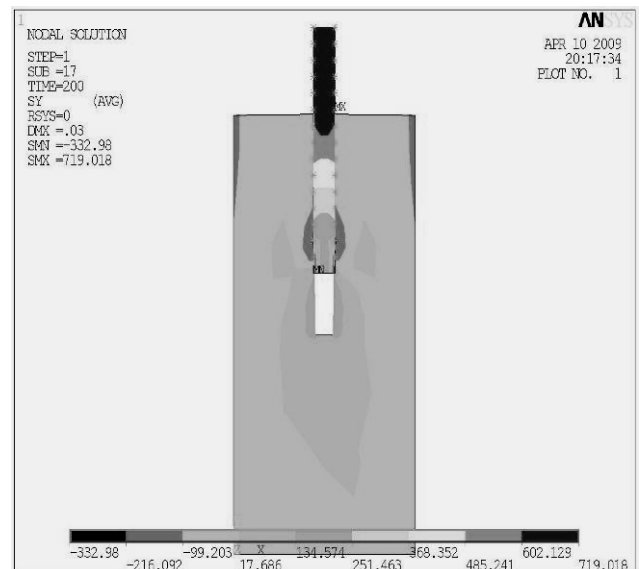 1
NODAL SOLUTION
STEP=1
SUB =17
TIME=200
SY (AVG)
RSYS=0
DMX =.03
SMN =-332.98
SMX =719.018
ANSYS
APR 10 2009
20:17:34
PLOT NO. 1
MX
MN
Z X
-332.98 -99.203 134.574 368.352 602.129
-216.092 17.686 251.463 485.241 719.018